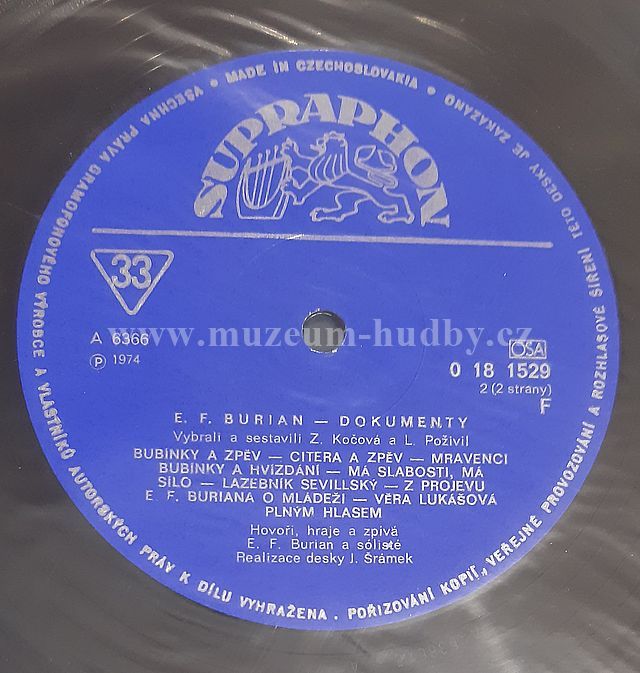 VŠECHNA PRÁVA GRAMOFONOVÉHO VÝROBCE A VLASTNÍKŮ AUTORSKÝCH PRÁV K DÍLU VYHRAŽENA • POŘIZOVÁNÍ KOPIÍ, VEŘEJNÉ PROVOZOVÁNÍ A ROZHLASOVÉ ŠÍŘENÍ TÉTO DESKY JE ZAKÁZÁNO • MADE IN CZECHOSLOVAKIA •
SUPRAPHON
33
www.muzeum-hudby.cz
A 6366
Ⓟ 1974
OSA
0 18 1529
2 (2 strany)
F
E. F. BURIAN — DOKUMENTY
Vybrali a sestavili Z. Kočová a L. Poživil
BUBÍNKY A ZPĚV — CITERA A ZPĚV — MRAVENCI
BUBÍNKY A HVÍZDÁNÍ — MÁ SLABOSTI, MÁ
SÍLO — LAZEBNÍK SEVILLSKÝ — Z PROJEVU
E. F. BURIANA O MLÁDEŽI — VĚRA LUKÁŠOVÁ
PLNÝM HLASEM
Hovoří, hraje a zpívá
E. F. Burian a sólisté
Realizace desky J. Šrámek